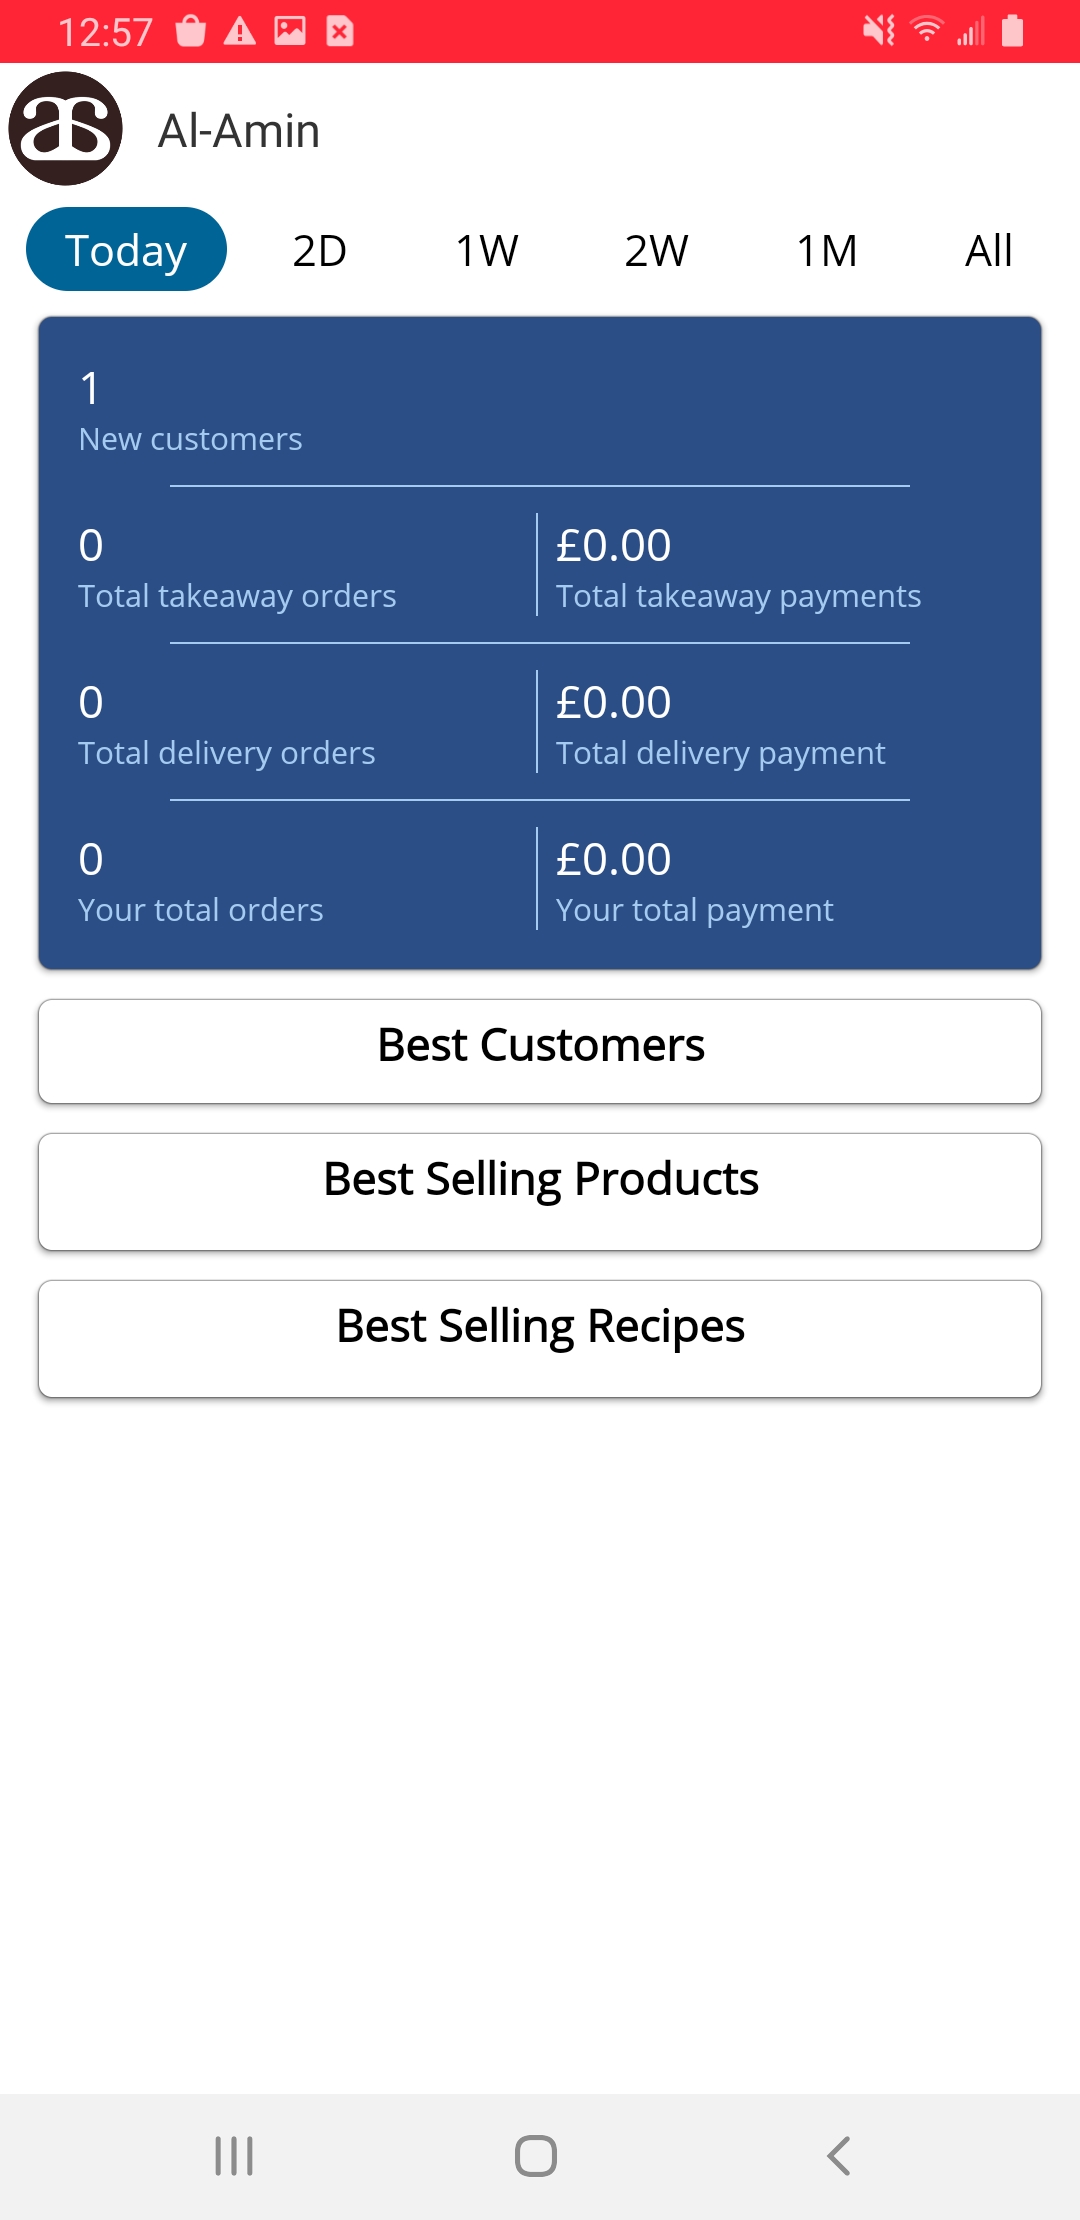 12:57
Al-Amin
Today 2D 1W 2W 1M All
1
New customers
0 £0.00
Total takeaway orders Total takeaway payments
0 £0.00
Total delivery orders Total delivery payment
0 £0.00
Your total orders Your total payment
Best Customers
Best Selling Products
Best Selling Recipes